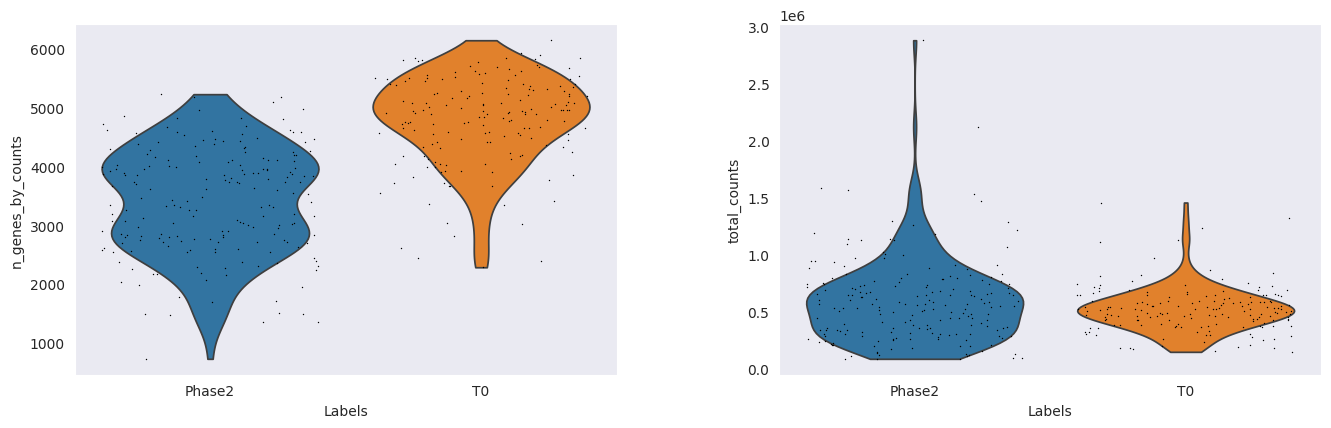 n_genes_by_counts
6000
5000
4000
3000
2000
1000
Phase2
T0
Labels
1e6
total_counts
3.0
2.5
2.0
1.5
1.0
0.5
0.0
Phase2
T0
Labels